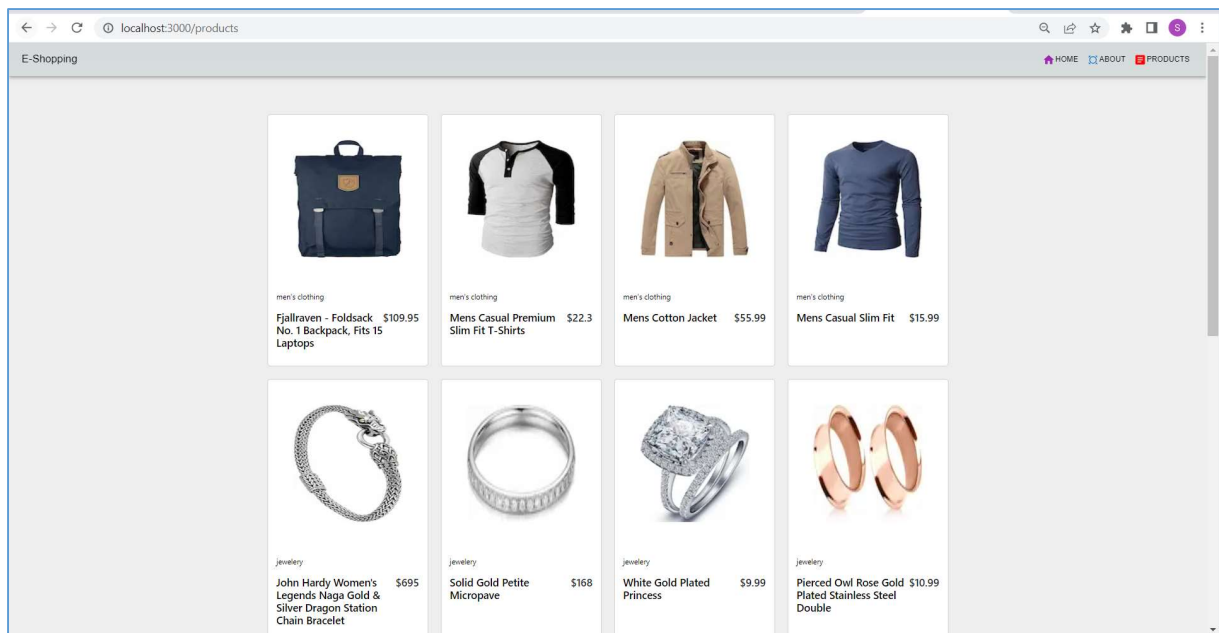 localhost:3000/products
S
E-Shopping
HOME
ABOUT
PRODUCTS
men's clothing
Fjallraven - Foldsack $109.95
No. 1 Backpack, Fits 15
Laptops
men's clothing
Mens Casual Premium $22.3
Slim Fit T-Shirts
men's clothing
Mens Cotton Jacket $55.99
men's clothing
Mens Casual Slim Fit $15.99
jewelery
John Hardy Women's $695
Legends Naga Gold &
Silver Dragon Station
Chain Bracelet
jewelery
Solid Gold Petite $168
Micropave
jewelery
White Gold Plated $9.99
Princess
jewelery
Pierced Owl Rose Gold $10.99
Plated Stainless Steel
Double